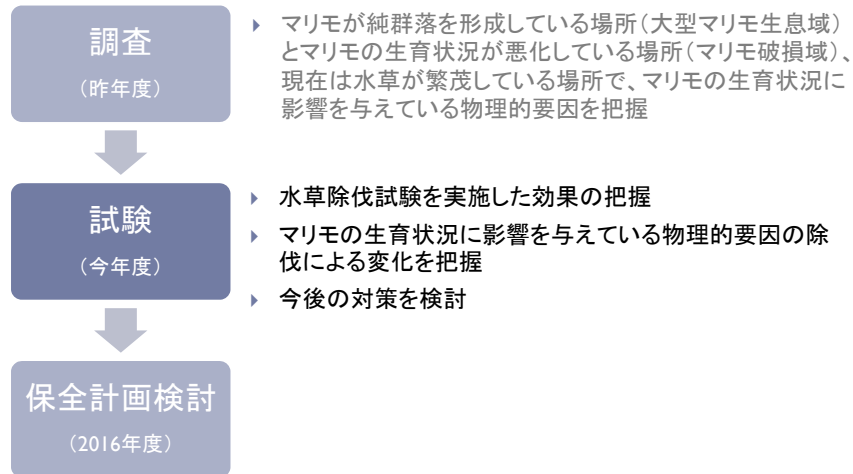 調査
（昨年度）
マリモが純群落を形成している場所（大型マリモ生息域）
とマリモの生育状況が悪化している場所（マリモ破損域）、
現在は水草が繁茂している場所で、マリモの生育状況に
影響を与えている物理的要因を把握
試験
（今年度）
水草除伐試験を実施した効果の把握
マリモの生育状況に影響を与えている物理的要因の除
伐による変化を把握
今後の対策を検討
保全計画検討
（2016年度）